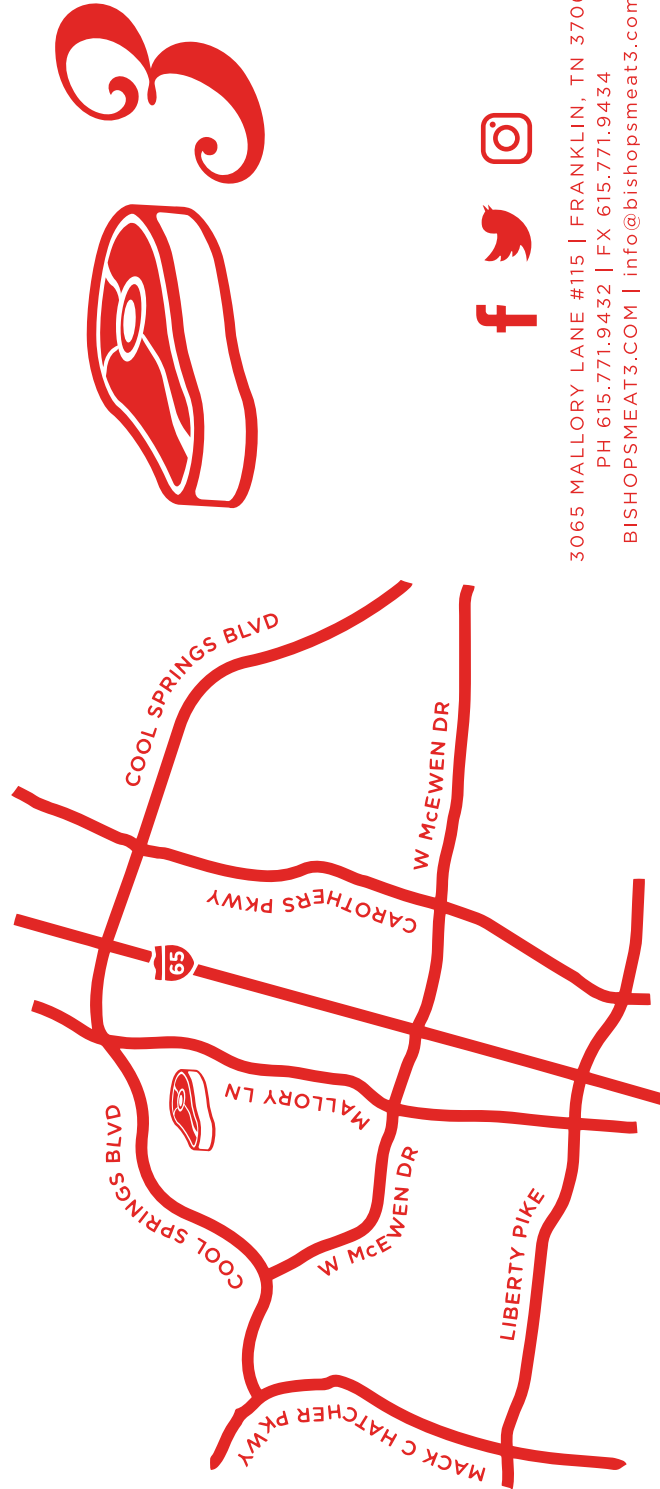 3
3065 MALLORY LANE #115 | FRANKLIN, TN
PH 615.771.9432 | FX 615.771.9434
BISHOPSMEAT3.COM | info@bishopsmeat3.com
COOL SPRINGS BLVD
W McEWEN DR
CAROTHERS PKWY
65
MALLORY LN
COOL SPRINGS BLVD
W McEWEN DR
LIBERTY PIKE
MACK C HATCHER PKWY